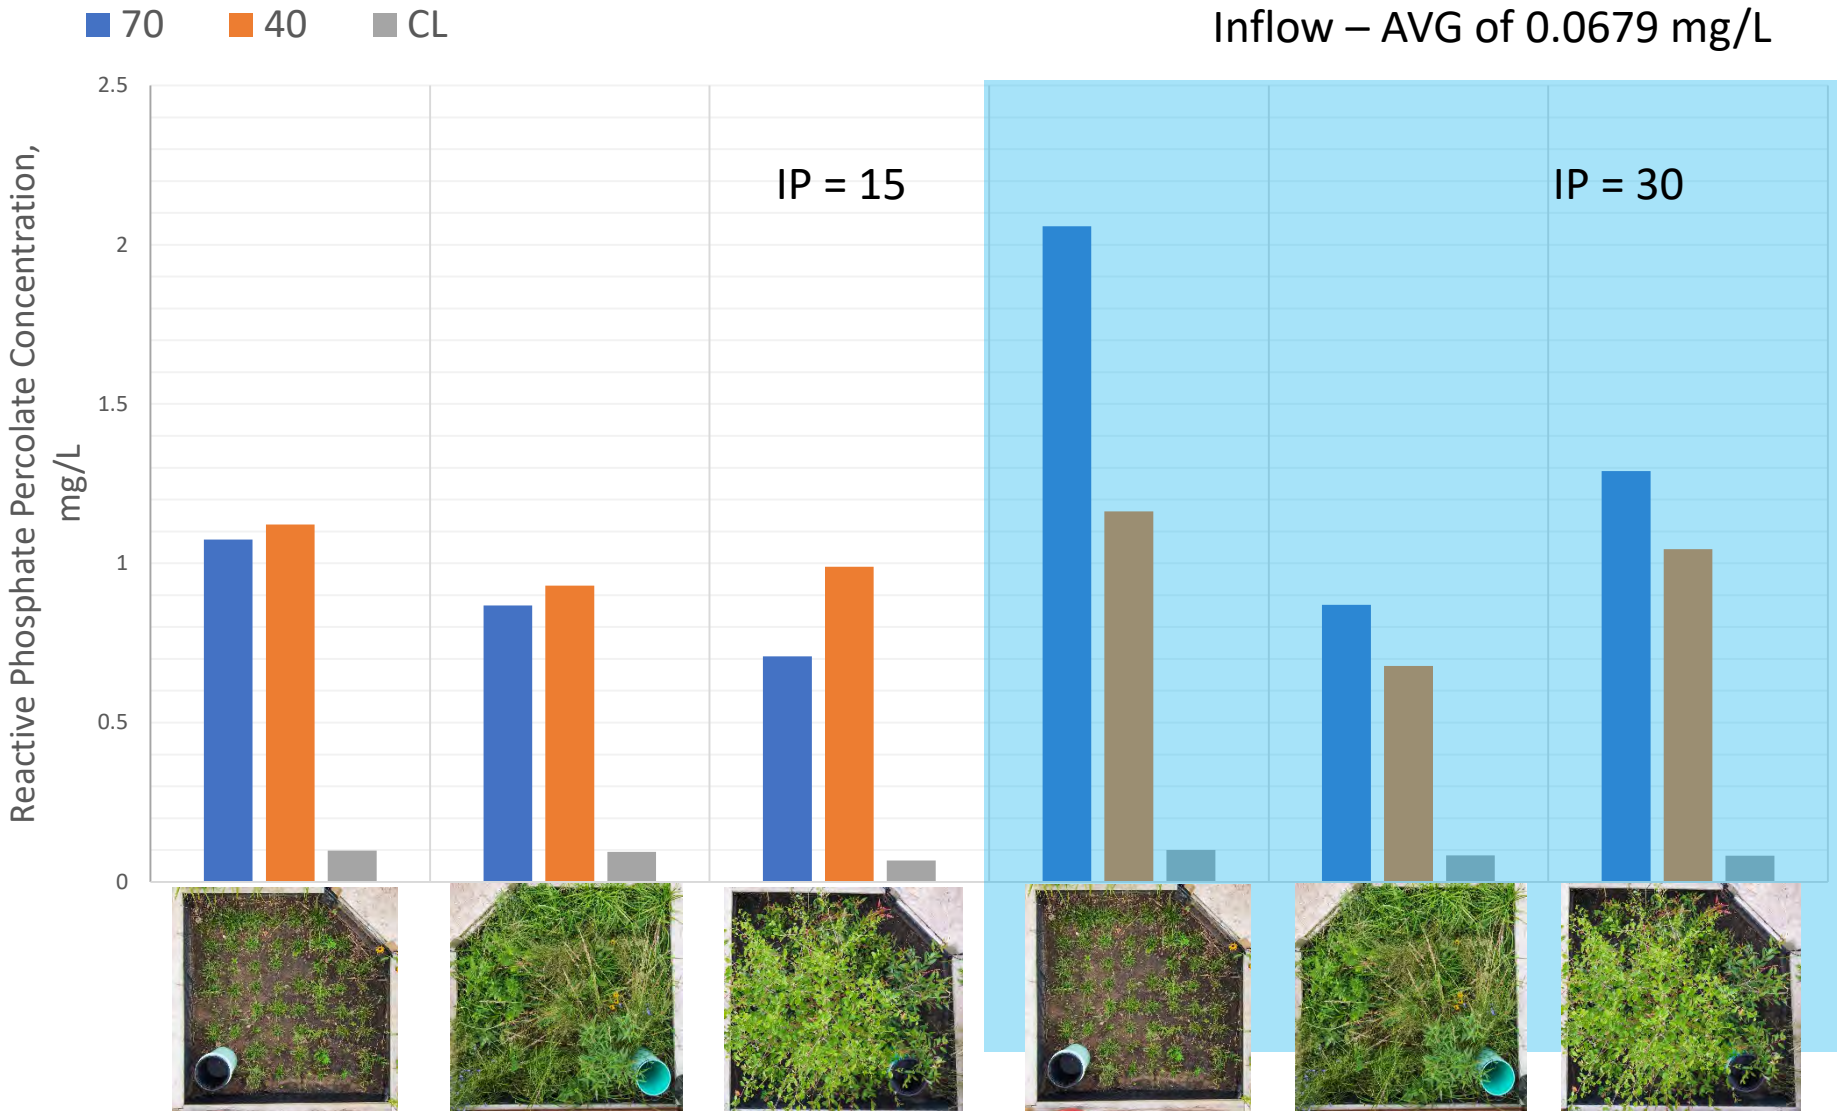 70 40 CL
Inflow – AVG of 0.0679 mg/L
Reactive Phosphate Percolate Concentration,
mg/L
2.5
2
1.5
1
0.5
0
IP = 15
IP = 30